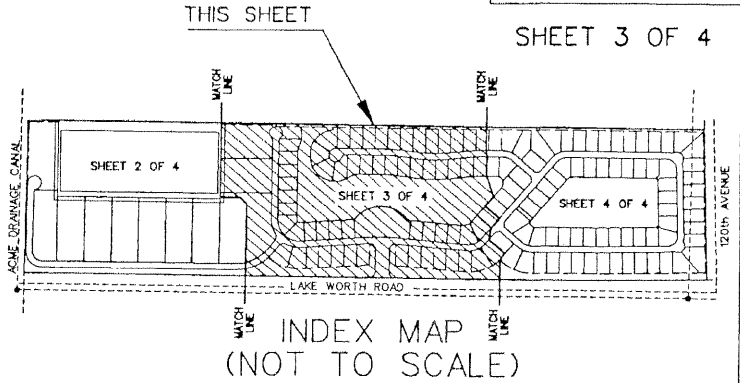 THIS SHEET
SHEET 3 OF 4
MATCH
LINE
MATCH
LINE
ACME DRAINAGE CANAL
SHEET 2 OF 4
SHEET 3 OF 4
SHEET 4 OF 4
120th AVENUE
LAKE WORTH ROAD
MATCH
LINE
MATCH
LINE
INDEX MAP
(NOT TO SCALE)